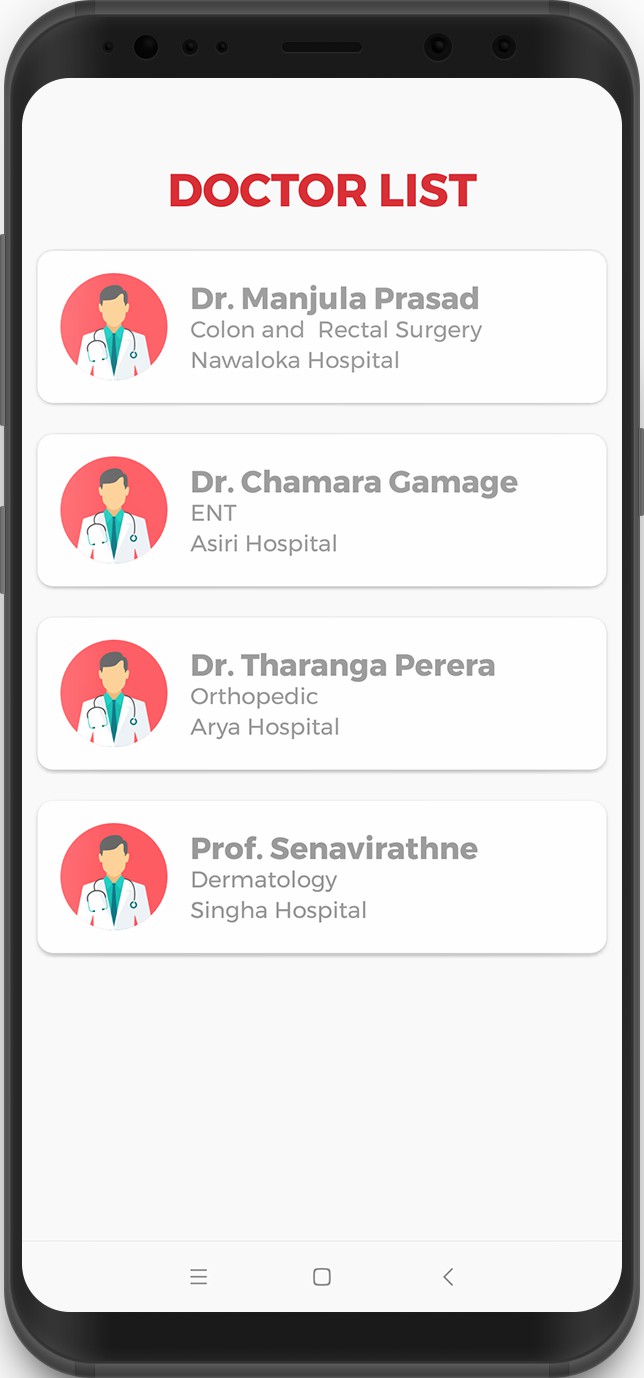 DOCTOR LIST
Dr. Manjula Prasad
Colon and  Rectal Surgery
Nawaloka Hospital
Dr. Chamara Gamage
ENT
Asiri Hospital
Dr. Tharanga Perera
Orthopedic
Arya Hospital
Prof. Senavirathne
Dermatology
Singha Hospital